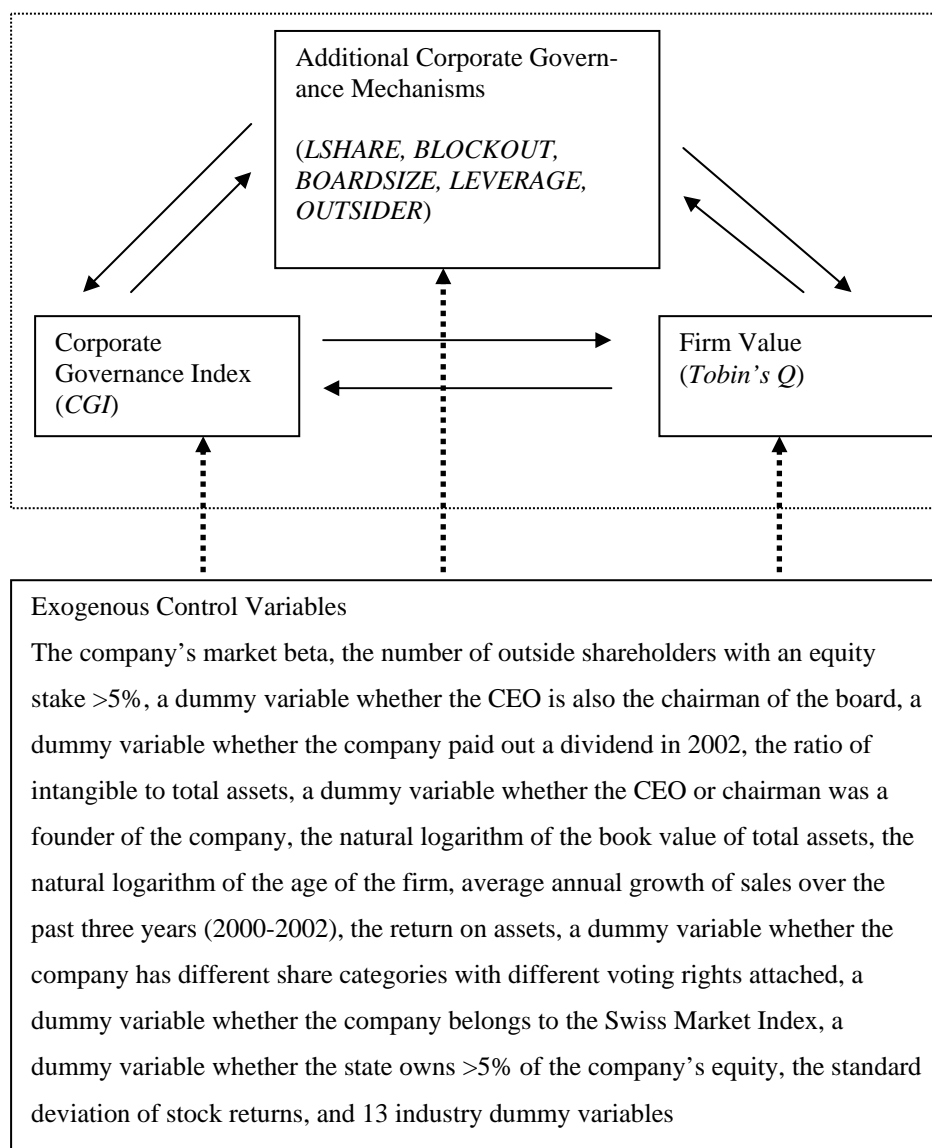 Additional Corporate Govern-
ance Mechanisms
(LSHARE, BLOCKOUT,
BOARDSIZE, LEVERAGE,
OUTSIDER)
Corporate
Governance Index
(CGI)
Firm Value
(Tobin's Q)
Exogenous Control Variables
The company's market beta, the number of outside shareholders with an equity
stake >5%, a dummy variable whether the CEO is also the chairman of the board, a
dummy variable whether the company paid out a dividend in 2002, the ratio of
intangible to total assets, a dummy variable whether the CEO or chairman was a
founder of the company, the natural logarithm of the book value of total assets, the
natural logarithm of the age of the firm, average annual growth of sales over the
past three years (2000-2002), the return on assets, a dummy variable whether the
company has different share categories with different voting rights attached, a
dummy variable whether the company belongs to the Swiss Market Index, a
dummy variable whether the state owns >5% of the company's equity, the standard
deviation of stock returns, and 13 industry dummy variables